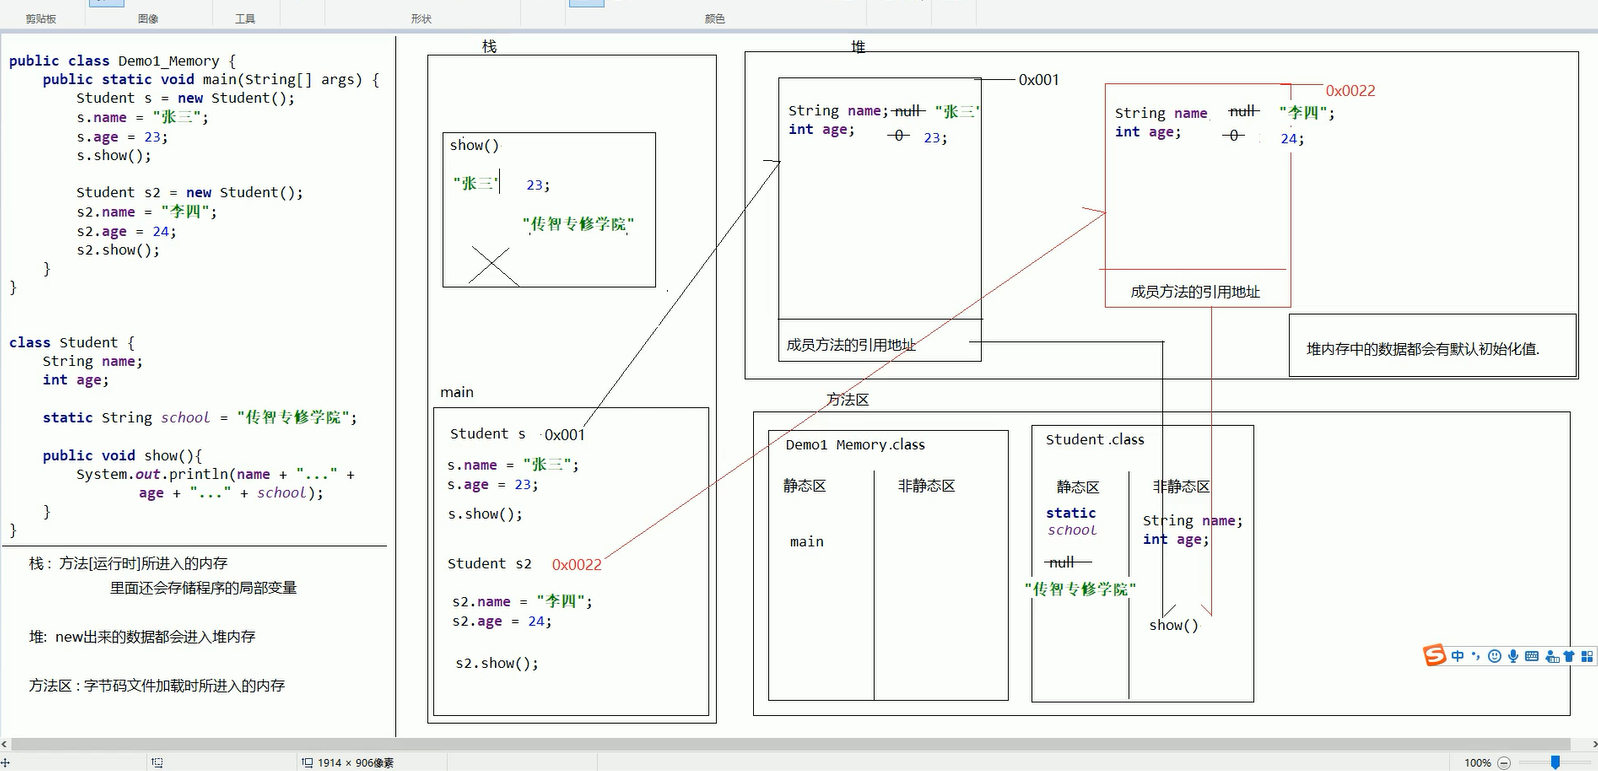 剪贴板
图像
工具
形状
颜色
public class Demo1_Memory {
public static void main(String[] args) {
Student s = new Student();
s.name = "张三";
s.age = 23;
s.show();
Student s2 = new Student();
s2.name = "李四";
s2.age = 24;
s2.show();
}
}
class Student {
String name;
int age;
static String school = "传智专修学院";
public void show(){
System.out.println(name + "..." +
age + "..." + school);
}
}
栈：方法[运行时]所进入的内存
里面还会存储程序的局部变量
堆: new出来的数据都会进入堆内存
方法区 : 字节码文件加载时所进入的内存
栈
show()
"张三" 23;
"传智专修学院"
main
Student s 0x001
s.name = "张三";
s.age = 23;
s.show();
Student s2 0x0022
s2.name = "李四";
s2.age = 24;
s2.show();
堆
0x001
String name; null "张三"
int age; 0 23;
成员方法的引用地址
0x0022
String name null "李四";
int age; 0 24;
成员方法的引用地址
堆内存中的数据都会有默认初始化值.
方法区
Demo1 Memory.class
静态区 非静态区
main
Student.class
静态区 非静态区
static
school
null
"传智专修学院"
String name;
int age;
show()
中
1914 × 906像素
100%